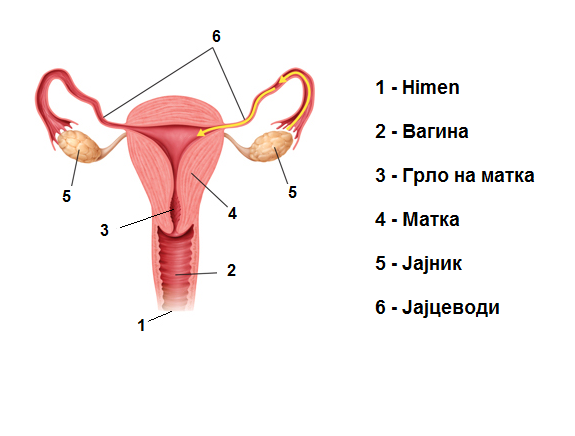 6
1 - Himen
2 - Вагина
3 - Грло на матка
4 - Матка
5 - Јајник
6 - Јајцеводи
5
5
4
3
2
1